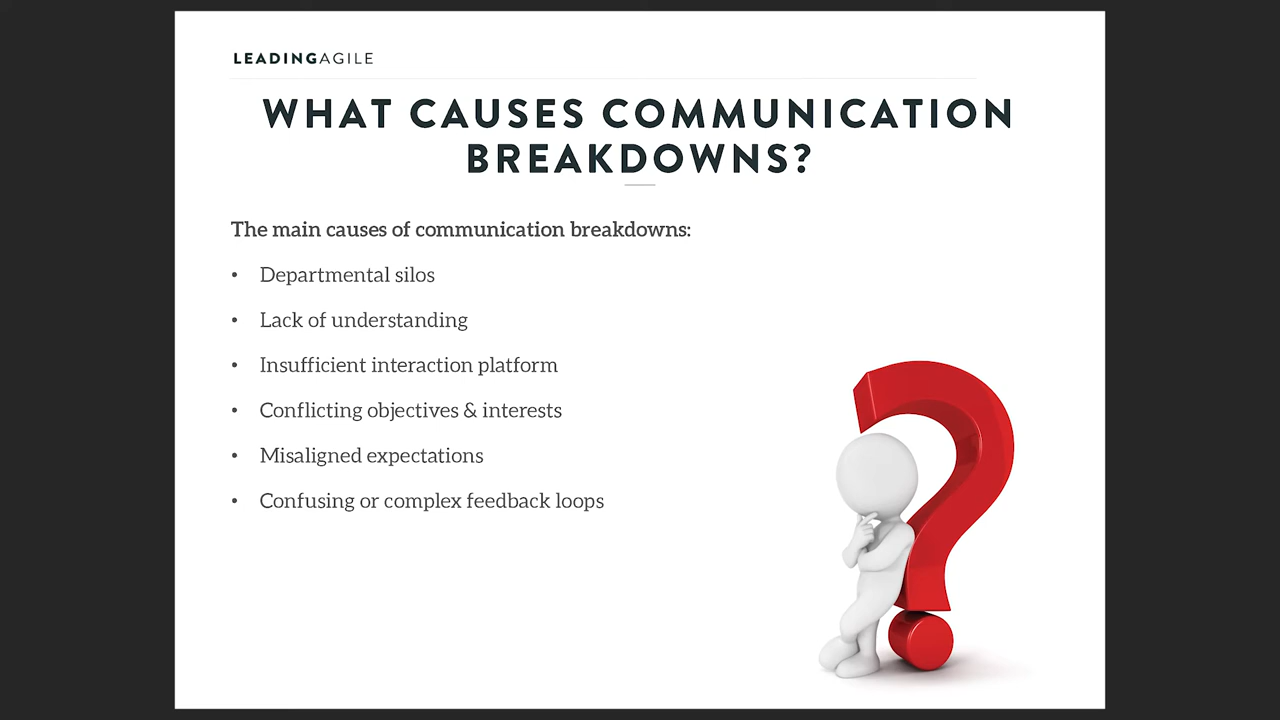 LEADINGAGILE
WHAT CAUSES COMMUNICATION
BREAKDOWNS?
The main causes of communication breakdowns:
• Departmental silos
• Lack of understanding
• Insufficient interaction platform
• Conflicting objectives & interests
• Misaligned expectations
• Confusing or complex feedback loops